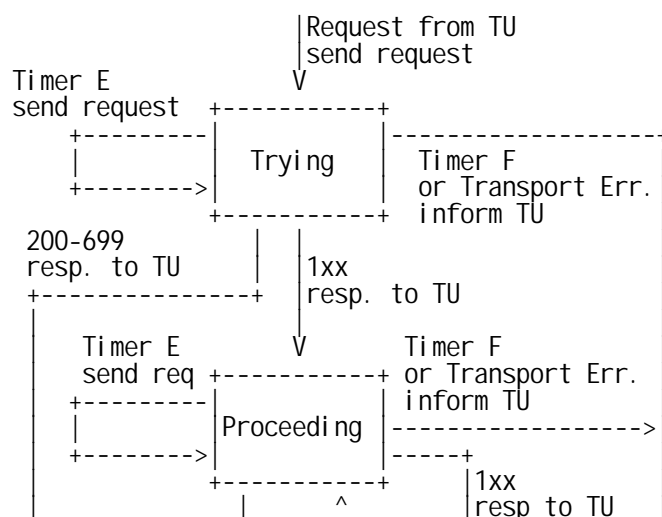 Request from TU
send request
Timer E
send request
Trying
Timer F
or Transport Err.
inform TU
200-699
resp. to TU
1xx
resp. to TU
Timer E
send req
Timer F
or Transport Err.
inform TU
Proceeding
1xx
resp to TU